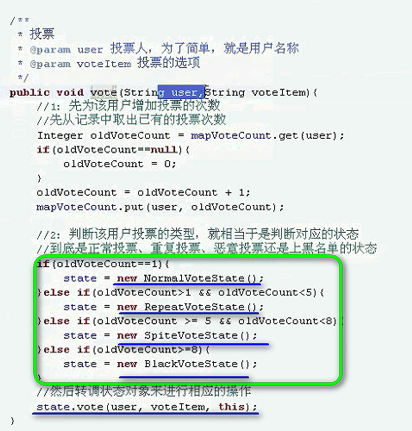 /**
* 投票
* @param user 投票人，为了简单，就是用户名称
* @param voteItem 投票的选项
*/
public void vote(String user,String voteItem){
//1：先为该用户增加投票的次数
//先从记录中取出已有的投票次数
Integer oldVoteCount = mapVoteCount.get(user);
if(oldVoteCount==null){
oldVoteCount = 0;
}
oldVoteCount = oldVoteCount + 1;
mapVoteCount.put(user, oldVoteCount);
//2：判断该用户投票的类型，就相当于是判断对应的状态
//到底是正常投票、重复投票、恶意投票还是上黑名单的状态
if(oldVoteCount==1){
state = new NormalVoteState();
}else if(oldVoteCount>1 && oldVoteCount<5){
state = new RepeatVoteState();
}else if(oldVoteCount >= 5 && oldVoteCount<8){
state = new SpiteVoteState();
}else if(oldVoteCount>=8){
state = new BlackVoteState();
}
//然后转调状态对象来进行相应的操作
state.vote(user, voteItem, this);
}